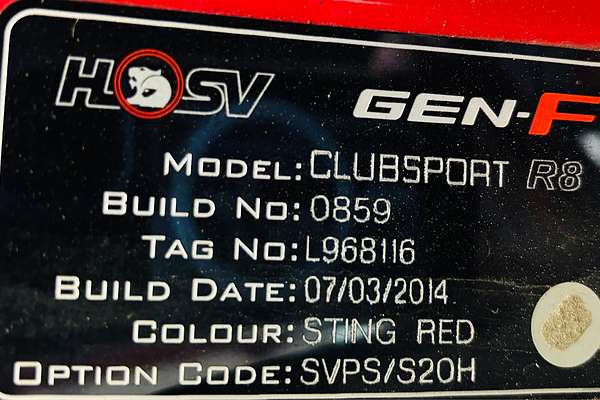 HSV GEN-F
MODEL: CLUBSPORT R8
BUILD NO: 0859
TAG NO: L968116
BUILD DATE: 07/03/2014
COLOUR: STING RED
OPTION CODE: SVPS/S20H